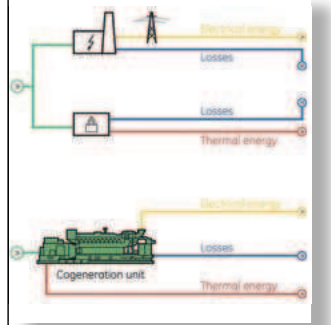 Electrical energy
Losses
Losses
Thermal energy
Electrical energy
Losses
Cogeneration unit
Thermal energy